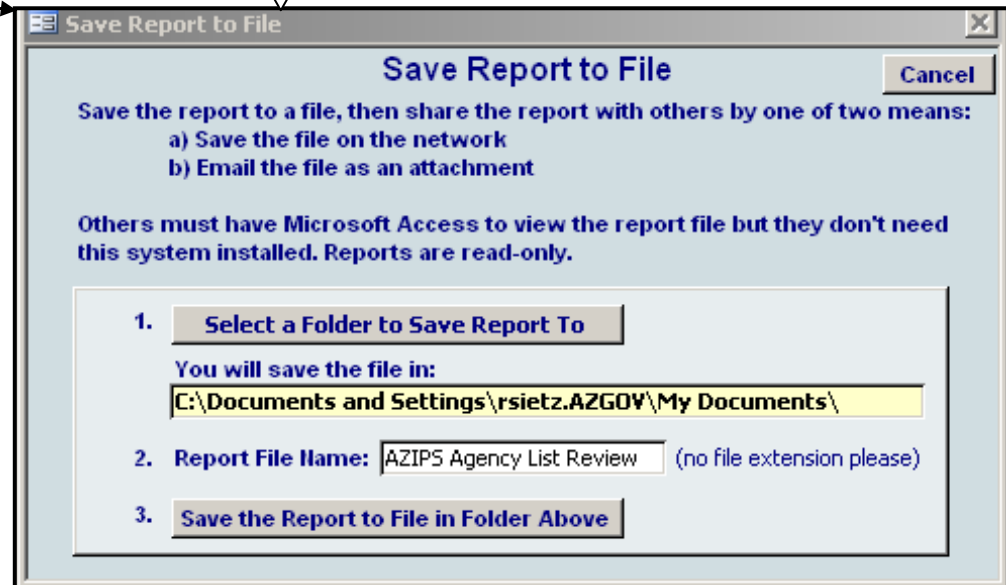 Save Report to File
Save Report to File
Cancel
Save the report to a file, then share the report with others by one of two means:
a) Save the file on the network
b) Email the file as an attachment
Others must have Microsoft Access to view the report file but they don't need
this system installed. Reports are read-only.
1. Select a Folder to Save Report To
You will save the file in:
C:\Documents and Settings\rsietz.AZGOV\My Documents\
2. Report File Name: AZIPS Agency List Review (no file extension please)
3. Save the Report to File in Folder Above